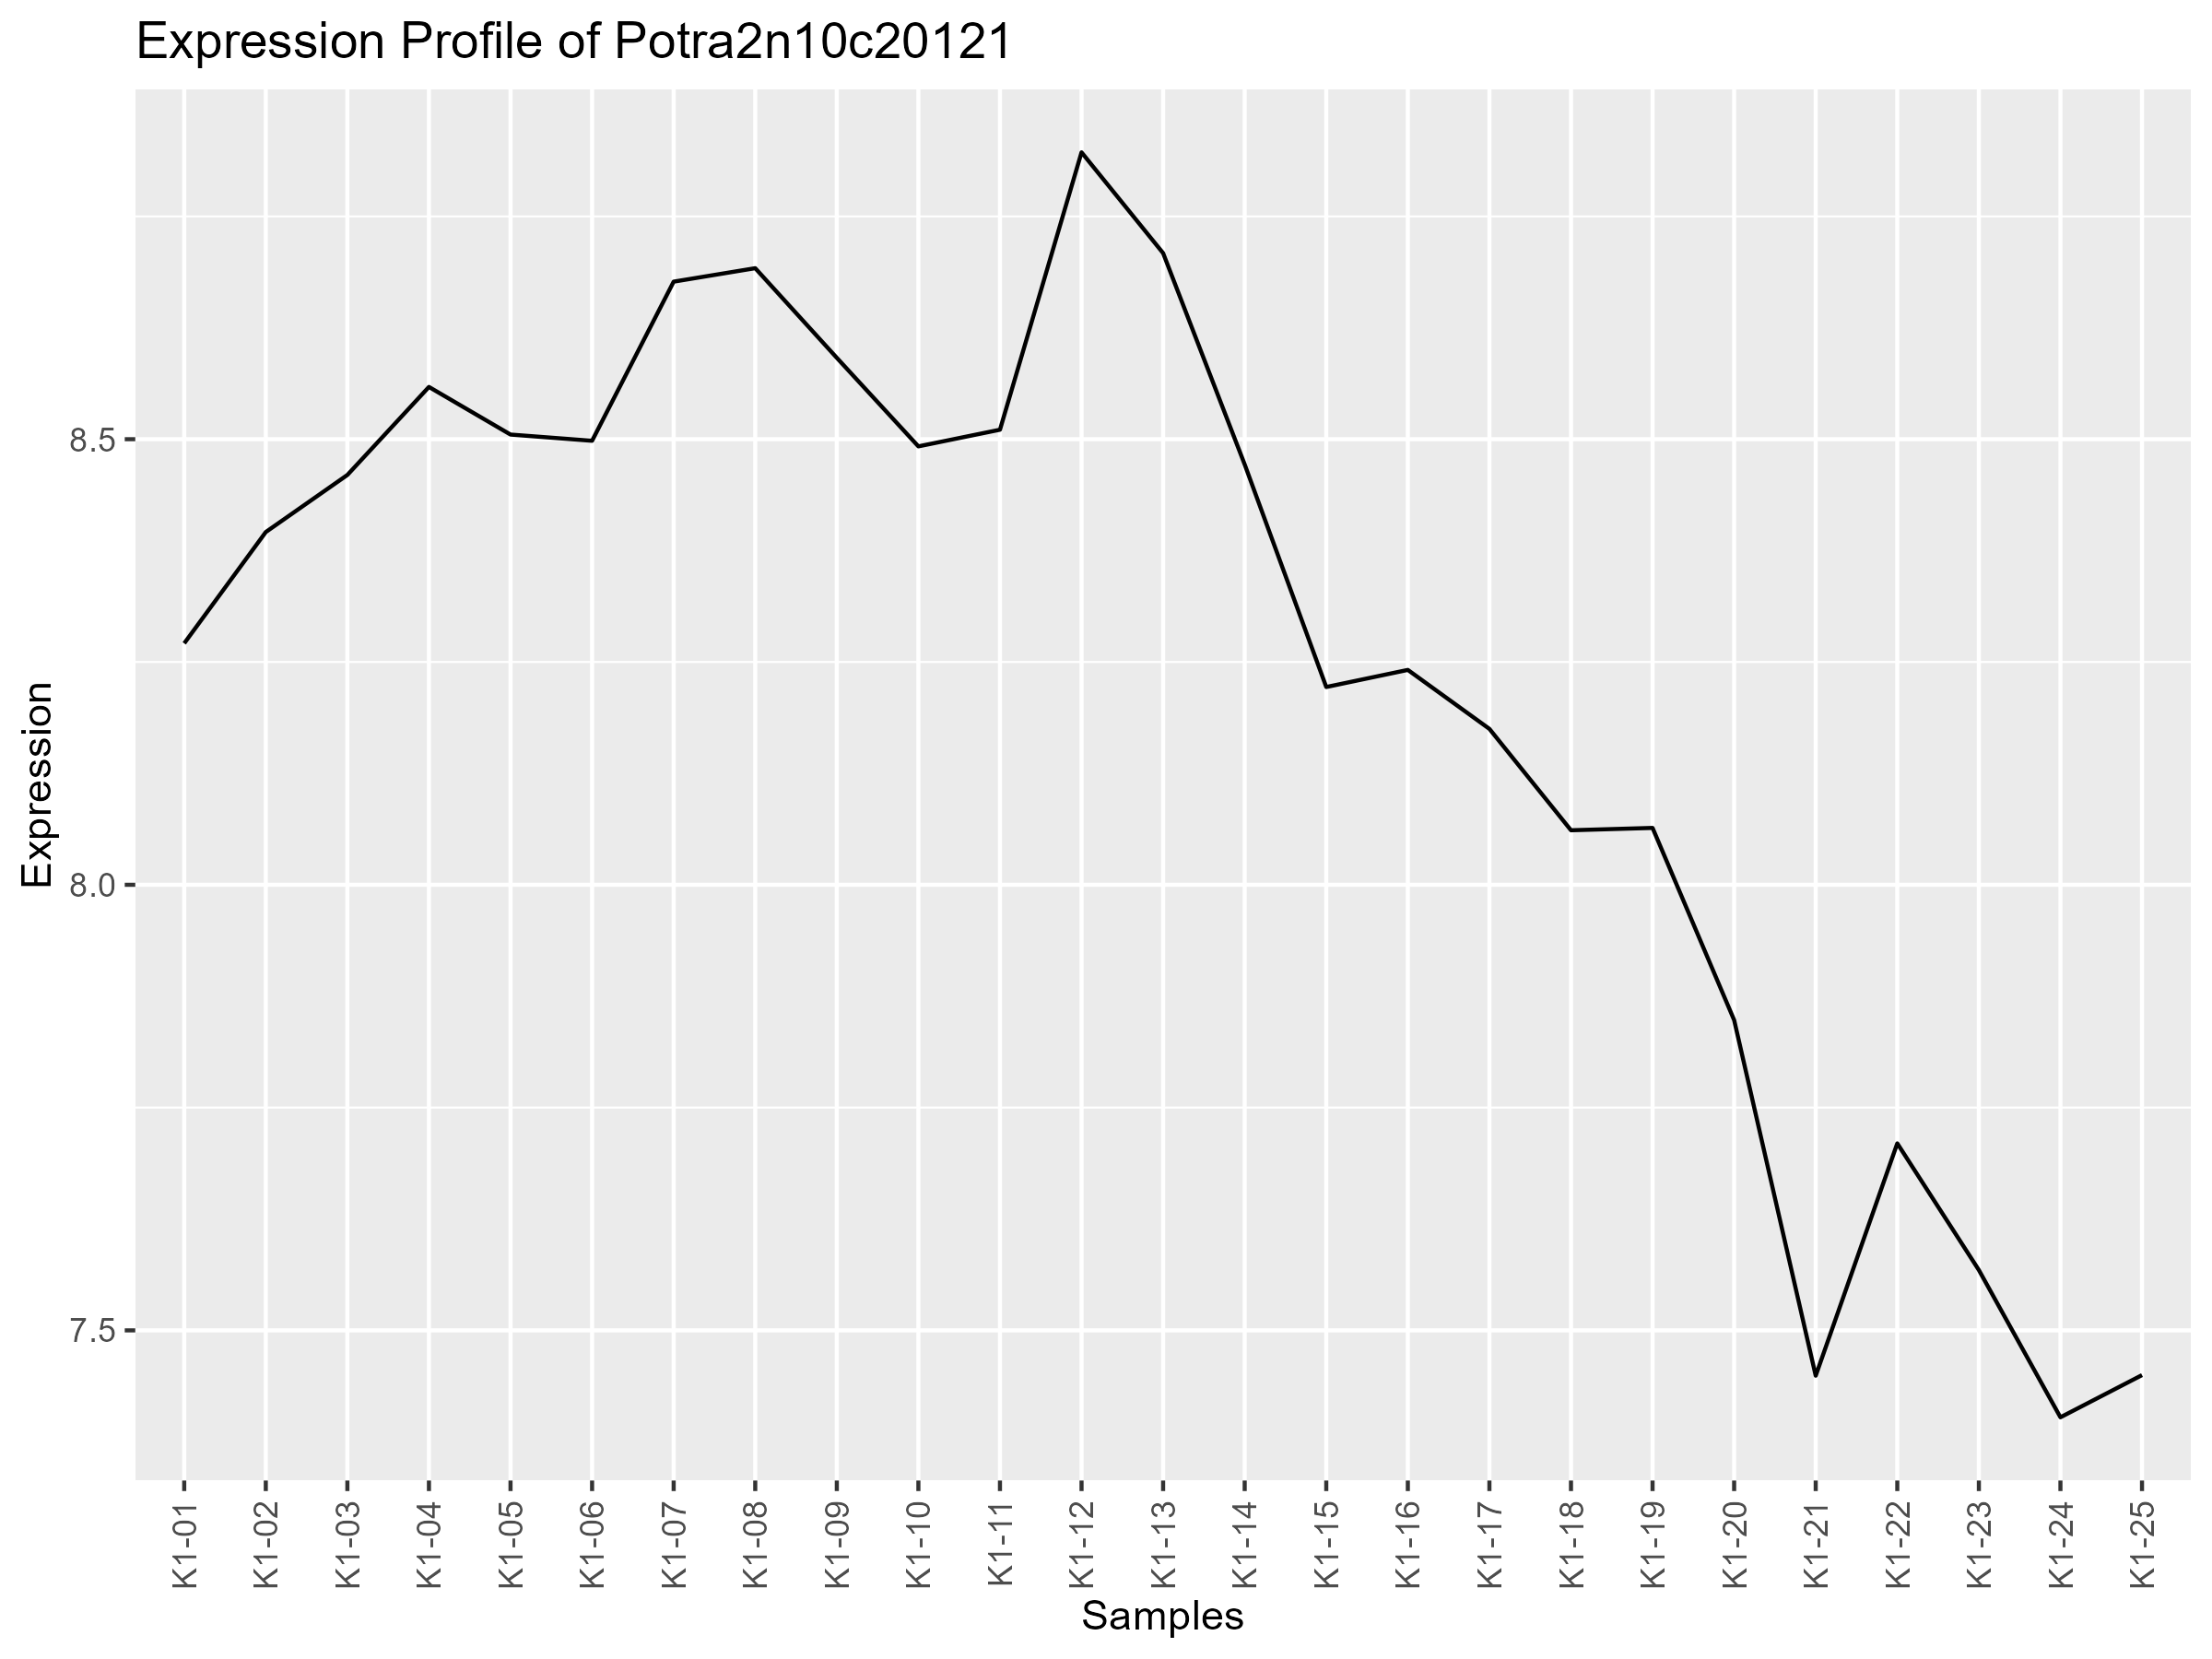 Expression Profile of Potra2n10c20121
Expression
8.5
8.0
7.5
K1-01
K1-02
K1-03
K1-04
K1-05
K1-06
K1-07
K1-08
K1-09
K1-10
K1-11
K1-12
K1-13
K1-14
K1-15
K1-16
K1-17
K1-18
K1-19
K1-20
K1-21
K1-22
K1-23
K1-24
K1-25
Samples